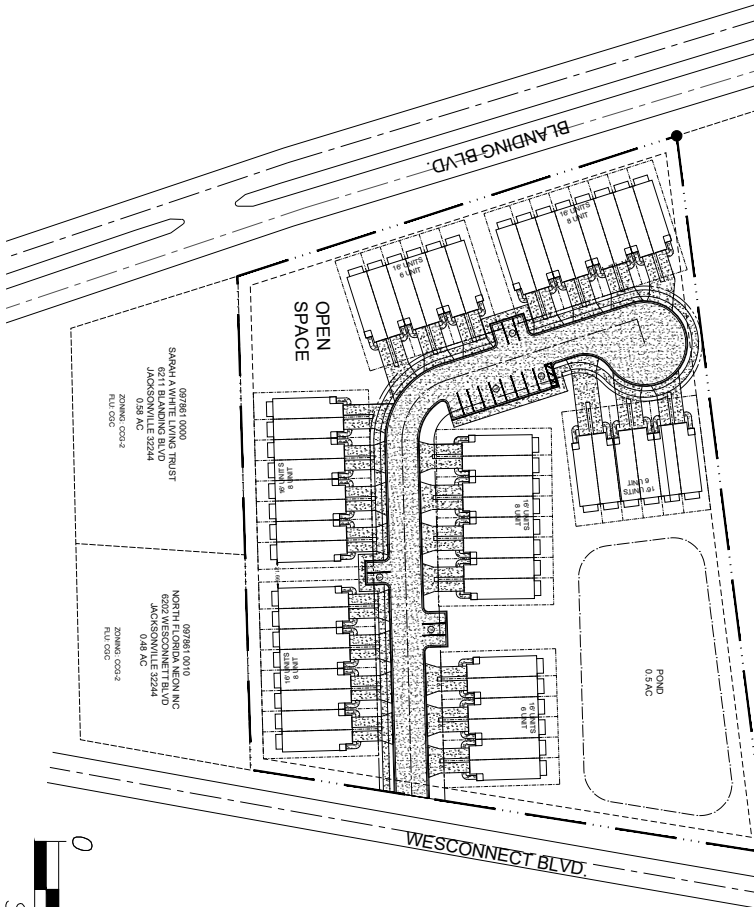 BLANDING BLVD.
16' UNITS
8 UNIT
16' UNITS
6 UNIT
OPEN
SPACE
097861 0000
SARAH A WHITE LIVING TRUST
6211 BLANDING BLVD
JACKSONVILLE 32244
0.58 AC
ZONING: CCG-2
FLU: CGC
16' UNITS
8 UNIT
16' UNITS
8 UNIT
16' UNITS
6 UNIT
097861 0010
NORTH FLORIDA NEON INC
6202 WESCONNETT BLVD
JACKSONVILLE 32244
0.48 AC
ZONING: CCG-2
FLU: CGC
16' UNITS
8 UNIT
16' UNITS
6 UNIT
POND
0.5 AC
WESCONNECT BLVD.
0